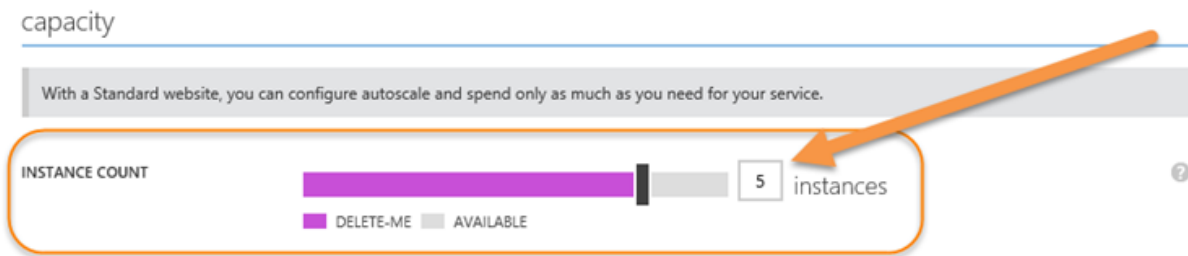 capacity
With a Standard website, you can configure autoscale and spend only as much as you need for your service.
INSTANCE COUNT 5 instances ?
DELETE-ME AVAILABLE